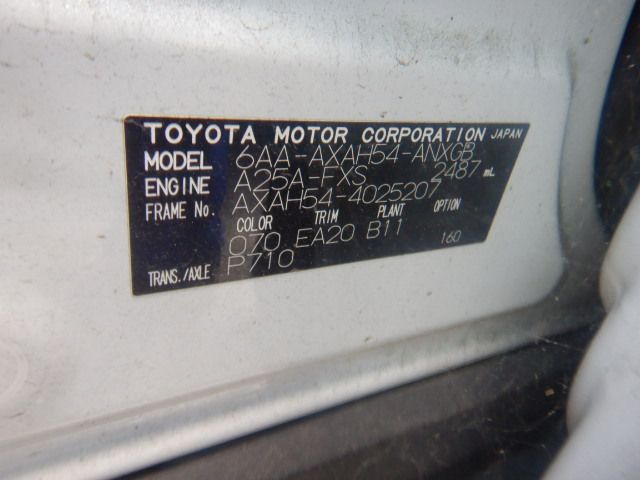 TOYOTA MOTOR CORPORATION JAPAN
MODEL 6AA-AXAH54-ANXGB
ENGINE A25A-FXS 2487 mL
FRAME No. AXAH54-4025207
COLOR TRIM PLANT OPTION
070 EA20 B11 160
TRANS./AXLE P710